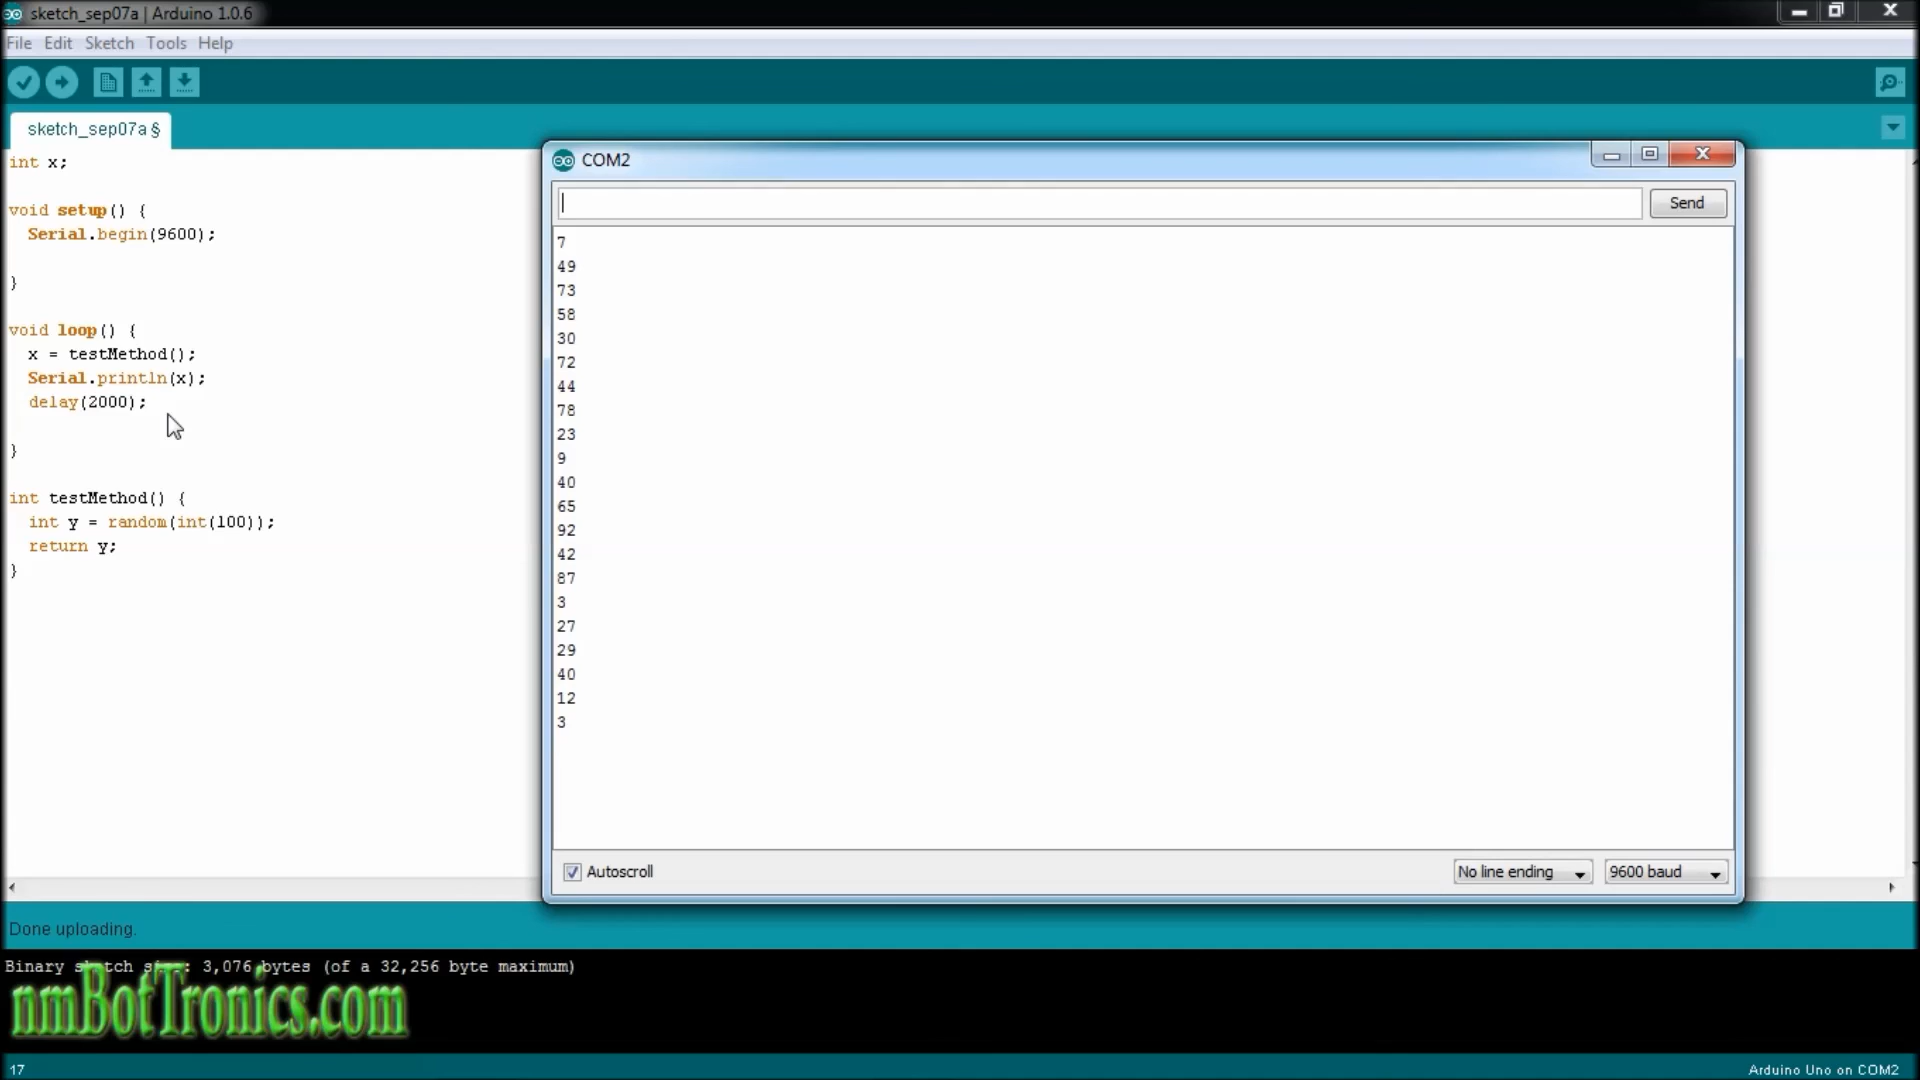 sketch_sep07a | Arduino 1.0.6
File Edit Sketch Tools Help
sketch_sep07a §
int x;
void setup() {
Serial.begin(9600);
}
void loop() {
x = testMethod();
Serial.println(x);
delay(2000);
}
int testMethod() {
int y = random(int(100));
return y;
}
COM2
Send
7
49
73
58
30
72
44
78
23
9
40
65
92
42
87
3
27
29
40
12
3
Autoscroll
No line ending
9600 baud
Done uploading.
Binary sketch size: 3,076 bytes (of a 32,256 byte maximum)
nmBotTronics.com
17
Arduino Uno on COM2